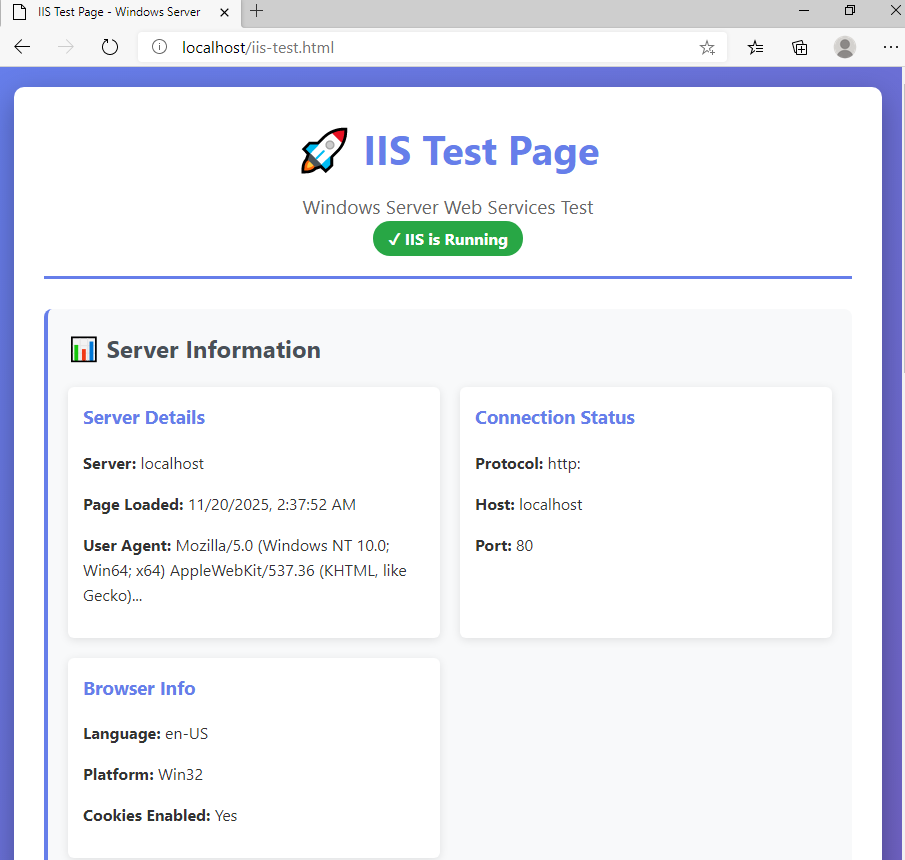 IIS Test Page - Windows Server
localhost/iis-test.html
IIS Test Page
Windows Server Web Services Test
✓ IIS is Running
Server Information
Server Details
Server: localhost
Page Loaded: 11/20/2025, 2:37:52 AM
User Agent: Mozilla/5.0 (Windows NT 10.0;
Win64; x64) AppleWebKit/537.36 (KHTML, like
Gecko)...
Connection Status
Protocol: http:
Host: localhost
Port: 80
Browser Info
Language: en-US
Platform: Win32
Cookies Enabled: Yes